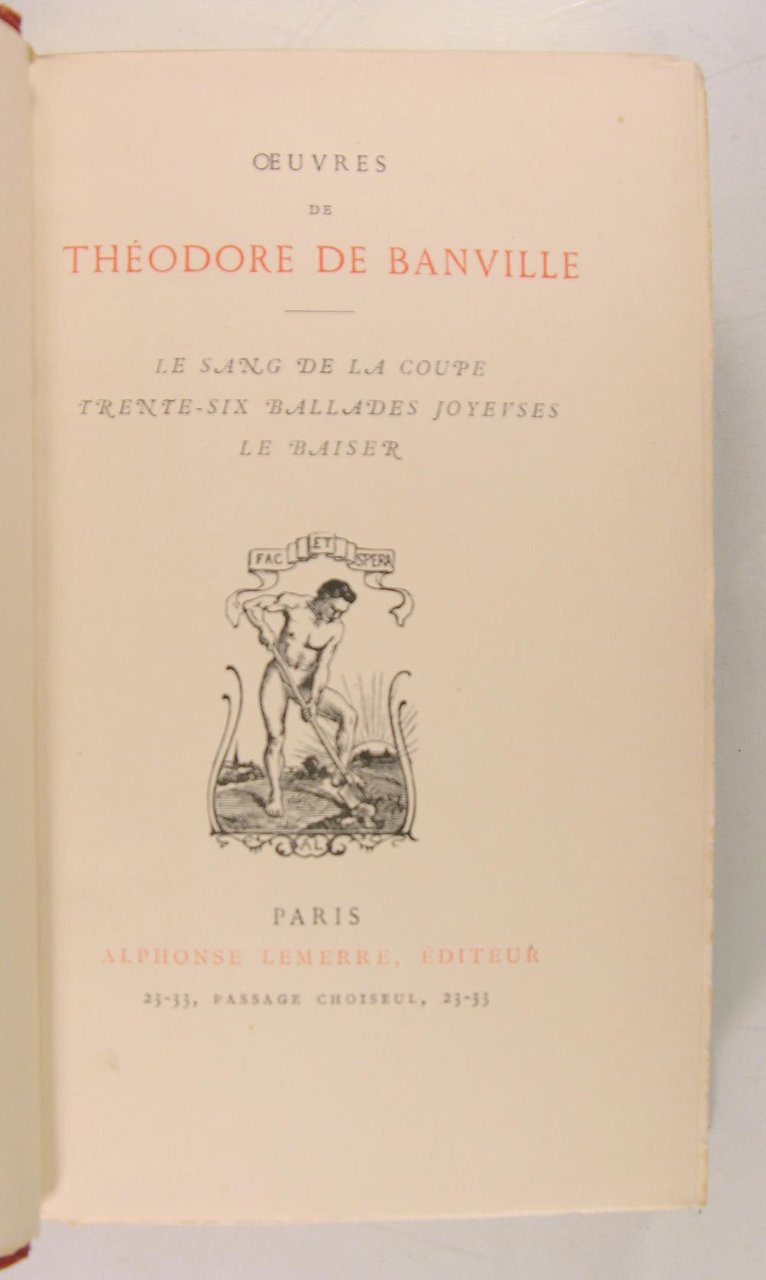 ŒUVRES
DE
THÉODORE DE BANVILLE
LE SANG DE LA COUPE
TRENTE-SIX BALLADES JOYEVSES
LE BAISER
FAC ET SPERA
AL
PARIS
ALPHONSE LEMERRE, ÉDITEUR
23-33, PASSAGE CHOISEUL, 23-33